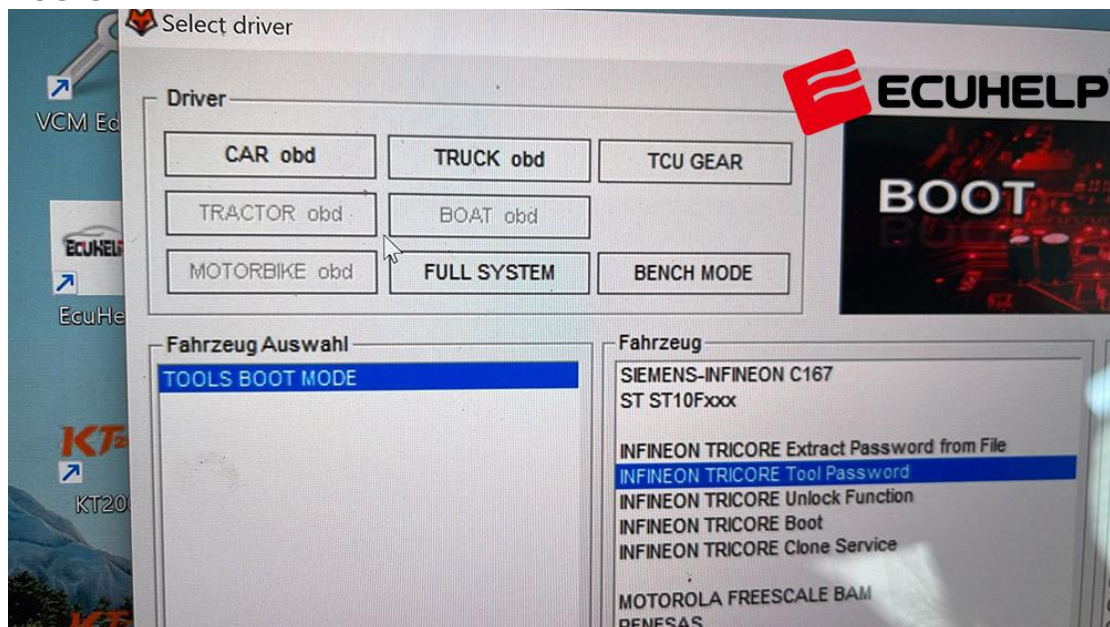 Select driver
ECUHELP
VCM Ed
Driver
CAR obd
TRUCK obd
TCU GEAR
BOOT
TRACTOR obd
BOAT obd
MOTORBIKE obd
FULL SYSTEM
BENCH MODE
ECUHEL
EcuHe
Fahrzeug Auswahl
Fahrzeug
TOOLS BOOT MODE
SIEMENS-INFINEON C167
ST ST10Fxxx
INFINEON TRICORE Extract Password from File
INFINEON TRICORE Tool Password
INFINEON TRICORE Unlock Function
INFINEON TRICORE Boot
INFINEON TRICORE Clone Service
KT2
KT20
MOTOROLA FREESCALE BAM
RENESAS